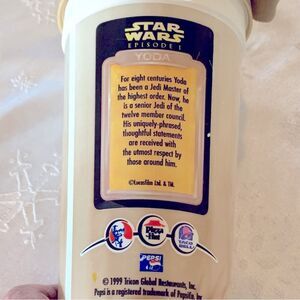 STAR
WARS
EPISODE I
YODA
For eight centuries Yoda
has been a Jedi Master of
the highest order. Now, he
is a senior Jedi of the
twelve member council.
His uniquely-phrased,
thoughtful statements
are received with
the utmost respect by
those around him.
©Lucasfilm Ltd. & TM.
KFC
Pizza
Hut
TACO
BELL
PEPSI
© 1999 Tricon Global Restaurants, Inc.
Pepsi is a registered trademark of PepsiCo, Inc.